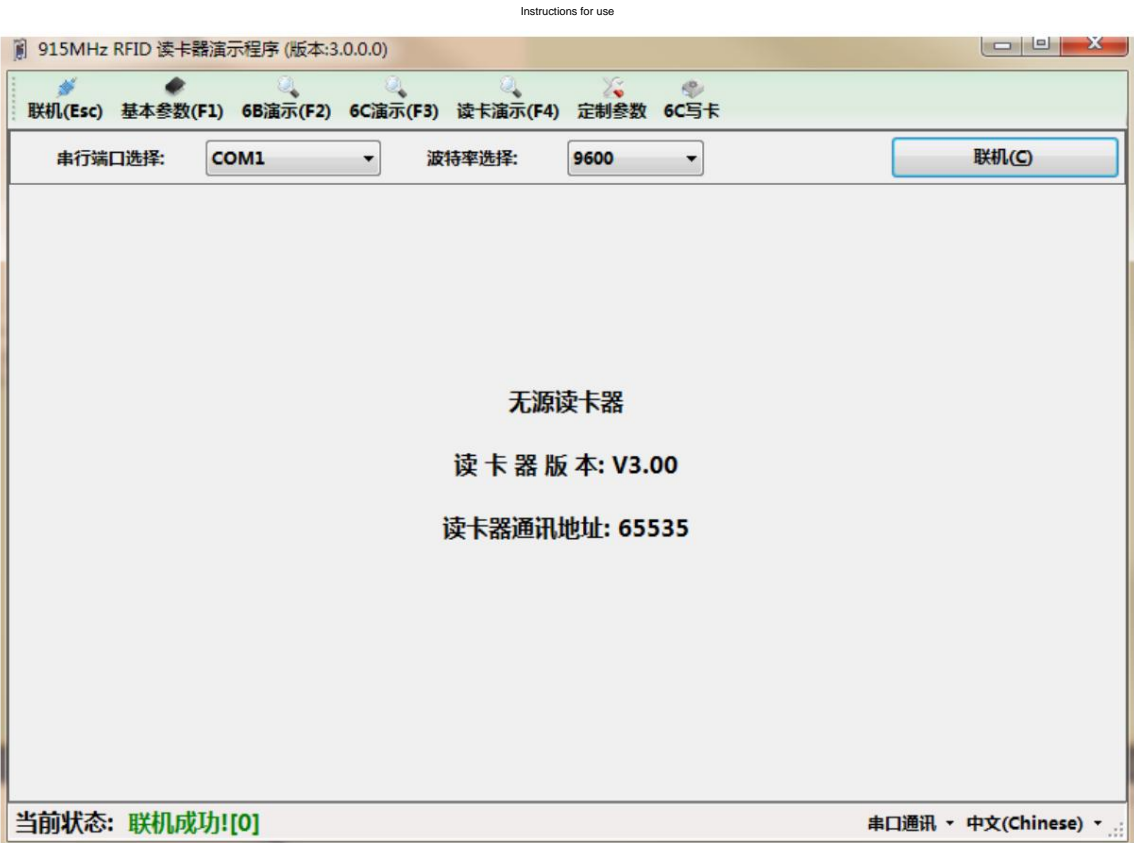 Instructions for use
915MHz RFID 读卡器演示程序 (版本:3.0.0.0)
联机(Esc) 基本参数(F1) 6B演示(F2) 6C演示(F3) 读卡演示(F4) 定制参数 6C写卡
串行端口选择: COM1 波特率选择: 9600 联机(C)
无源读卡器
读 卡 器 版 本: V3.00
读卡器通讯地址: 65535
当前状态: 联机成功![0] 串口通讯 中文(Chinese)